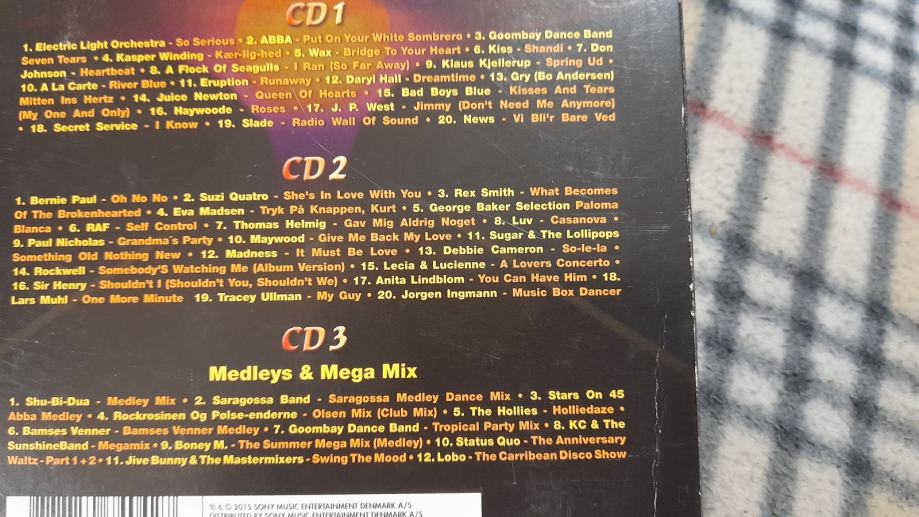 CD 1
1. Electric Light Orchestra - So Serious • 2. ABBA - Put On Your White Sombrero • 3. Goombay Dance Band
Seven Tears • 4. Kasper Winding - Kær-lig-hed • 5. Wax - Bridge To Your Heart • 6. Kiss - Shandi • 7. Don
Johnson - Heartbeat • 8. A Flock Of Seagulls - I Ran (So Far Away) • 9. Klaus Kjellerup - Spring Ud •
10. A La Carte - River Blue • 11. Eruption - Runaway • 12. Daryl Hall - Dreamtime • 13. Gry (Bo Andersen)
Mitten Ins Hertz • 14. Juice Newton - Queen Of Hearts • 15. Bad Boys Blue - Kisses And Tears
(My One And Only) • 16. Haywoode - Roses • 17. J. P. West - Jimmy (Don't Need Me Anymore)
• 18. Secret Service - I Know • 19. Slade - Radio Wall Of Sound • 20. News - Vi Bli'r Bare Ved
CD 2
1. Bernie Paul - Oh No No • 2. Suzi Quatro - She's In Love With You • 3. Rex Smith - What Becomes
Of The Brokenhearted • 4. Eva Madsen - Tryk På Knappen, Kurt • 5. George Baker Selection Paloma
Blanca • 6. RAF - Self Control • 7. Thomas Helmig - Gav Mig Aldrig Noget • 8. Luv - Casanova •
9. Paul Nicholas - Grandma´s Party • 10. Maywood - Give Me Back My Love • 11. Sugar & The Lollipops
Something Old Nothing New • 12. Madness - It Must Be Love • 13. Debbie Cameron - So-le-la •
14. Rockwell - Somebody'S Watching Me (Album Version) • 15. Lecia & Lucienne - A Lovers Concerto •
16. Sir Henry - Shouldn't I (Shouldn't You, Shouldn't We) • 17. Anita Lindblom - You Can Have Him • 18.
Lars Muhl - One More Minute 19. Tracey Ullman - My Guy • 20. Jorgen Ingmann - Music Box Dancer
CD 3
Medleys & Mega Mix
1. Shu-Bi-Dua - Medley Mix • 2. Saragossa Band - Saragossa Medley Dance Mix • 3. Stars On 45
Abba Medley • 4. Rockrosinen Og Pølse-enderne - Olsen Mix (Club Mix) • 5. The Hollies - Holliedaze •
6. Bamses Venner - Bamses Venner Medley • 7. Goombay Dance Band - Tropical Party Mix • 8. KC & The
SunshineBand - Megamix • 9. Boney M. - The Summer Mega Mix (Medley) • 10. Status Quo - The Anniversary
Waltz - Part 1 + 2 • 11. Jive Bunny & The Mastermixers - Swing The Mood • 12. Lobo - The Carribean Disco Show
℗ & © 2015 SONY MUSIC ENTERTAINMENT DENMARK A/S
DISTRIBUTED BY SONY MUSIC ENTERTAINMENT DENMARK A/S